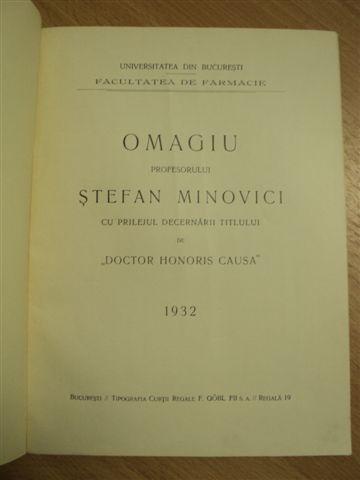 UNIVERSITATEA DIN BUCUREȘTI
FACULTATEA DE FARMACIE
OMAGIU
PROFESORULUI
ȘTEFAN MINOVICI
CU PRILEJUL DECERNĂRII TITLULUI
DE
„DOCTOR HONORIS CAUSA"
1932
BUCUREȘTI // TIPOGRAFIA CURȚII REGALE F. GÖBL FII S. A. // REGALĂ 19